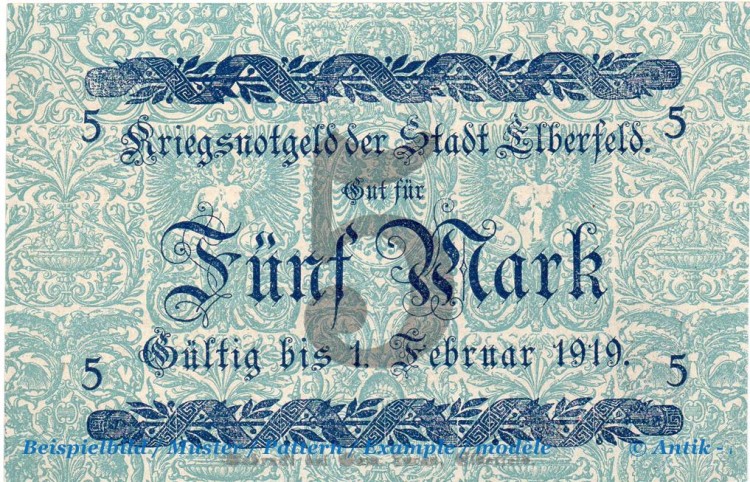 5 5
Kriegsnotgeld der Stadt Elberfeld.
Gut für
5
Fünf Mark
Gültig bis 1. Februar 1919.
5 5
Beispielbild / Muster / Pattern / Example / modele © Antik -